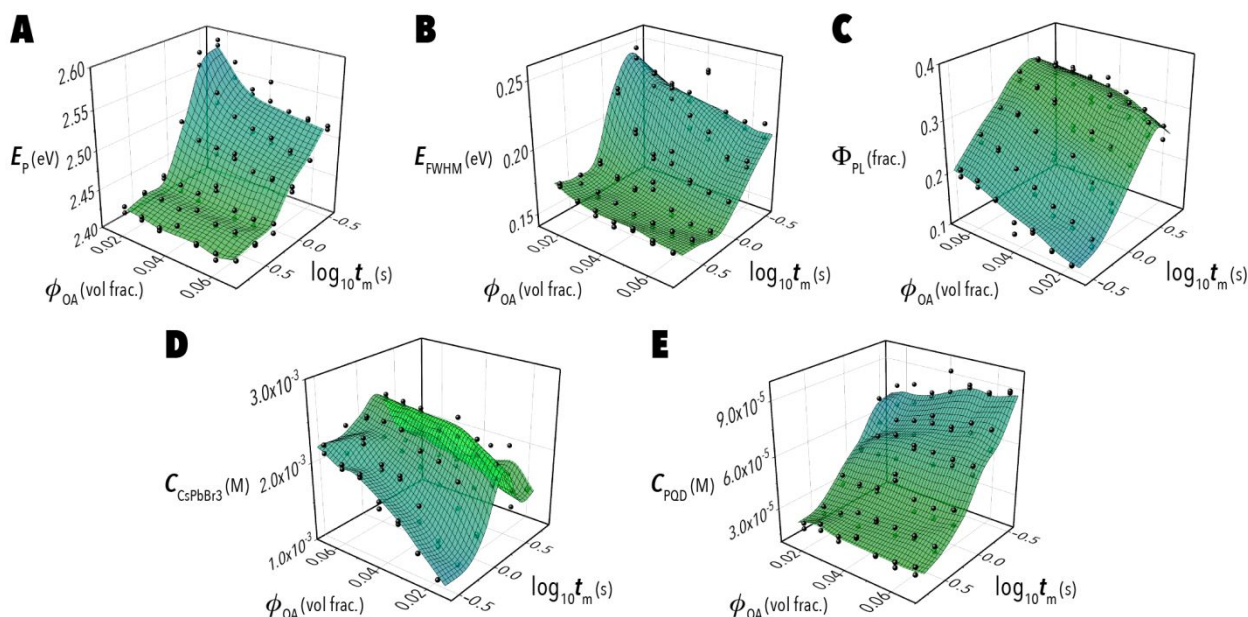 A
2.60
2.55
2.50
2.45
2.40
E_P (eV)
0.02
0.04
0.06
ϕ_OA (vol frac.)
-0.5
0.0
0.5
log₁₀ t_m (s)
B
0.25
0.20
0.15
E_FWHM (eV)
0.02
0.04
0.06
ϕ_OA (vol frac.)
-0.5
0.0
0.5
log₁₀ t_m (s)
C
0.4
0.3
0.2
0.1
Φ_PL (frac.)
0.06
0.04
0.02
ϕ_OA (vol frac.)
0.5
0.0
-0.5
log₁₀ t_m (s)
D
3.0x10⁻³
2.0x10⁻³
1.0x10⁻³
C_CsPbBr3 (M)
0.06
0.04
0.02
ϕ_OA (vol frac.)
0.5
0.0
-0.5
log₁₀ t_m (s)
E
9.0x10⁻⁵
6.0x10⁻⁵
3.0x10⁻⁵
C_PQD (M)
0.02
0.04
0.06
ϕ_OA (vol frac.)
-0.5
0.0
0.5
log₁₀ t_m (s)